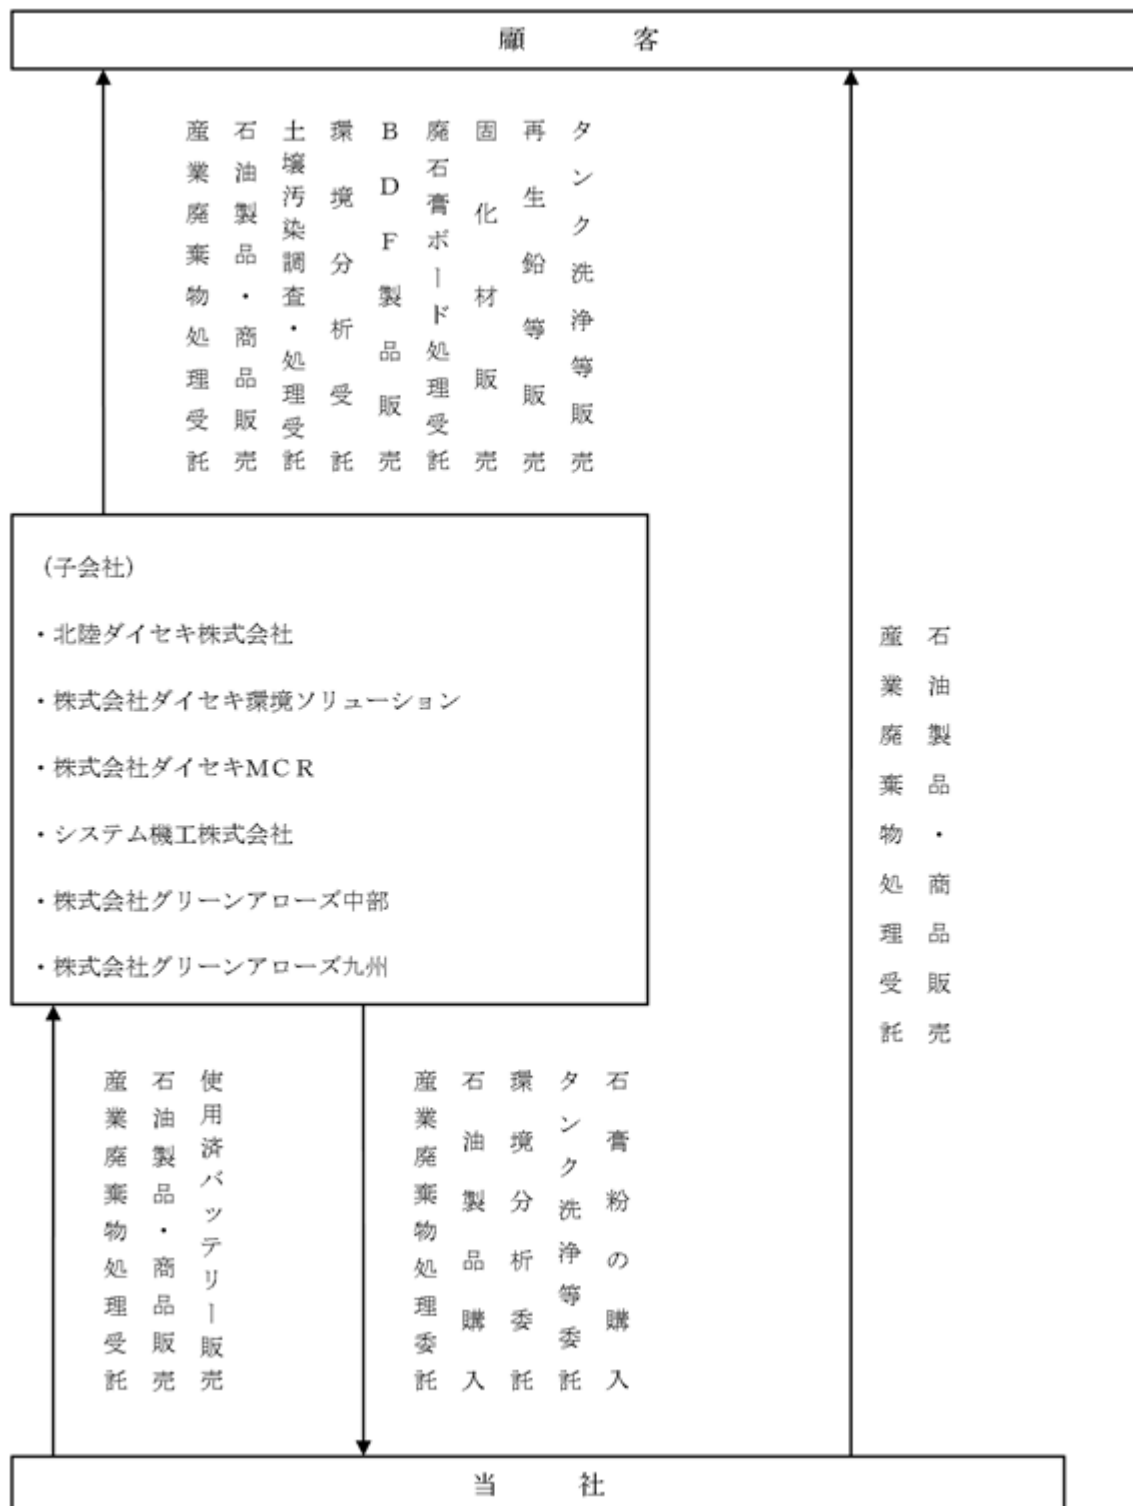 顧客
産業廃棄物処理受託
石油製品・商品販売
土壌汚染調査・処理受託
環境分析受託
BDF製品販売
廃石膏ボード処理受託
固化材販売
再生鉛等販売
タンク洗浄等販売
(子会社)
・北陸ダイセキ株式会社
・株式会社ダイセキ環境ソリューション
・株式会社ダイセキMCR
・システム機工株式会社
・株式会社グリーンアローズ中部
・株式会社グリーンアローズ九州
産業廃棄物処理受託
石油製品・商品販売
産業廃棄物処理受託
石油製品・商品販売
使用済バッテリー販売
産業廃棄物処理委託
石油製品購入
環境分析委託
タンク洗浄等委託
石膏粉の購入
当社